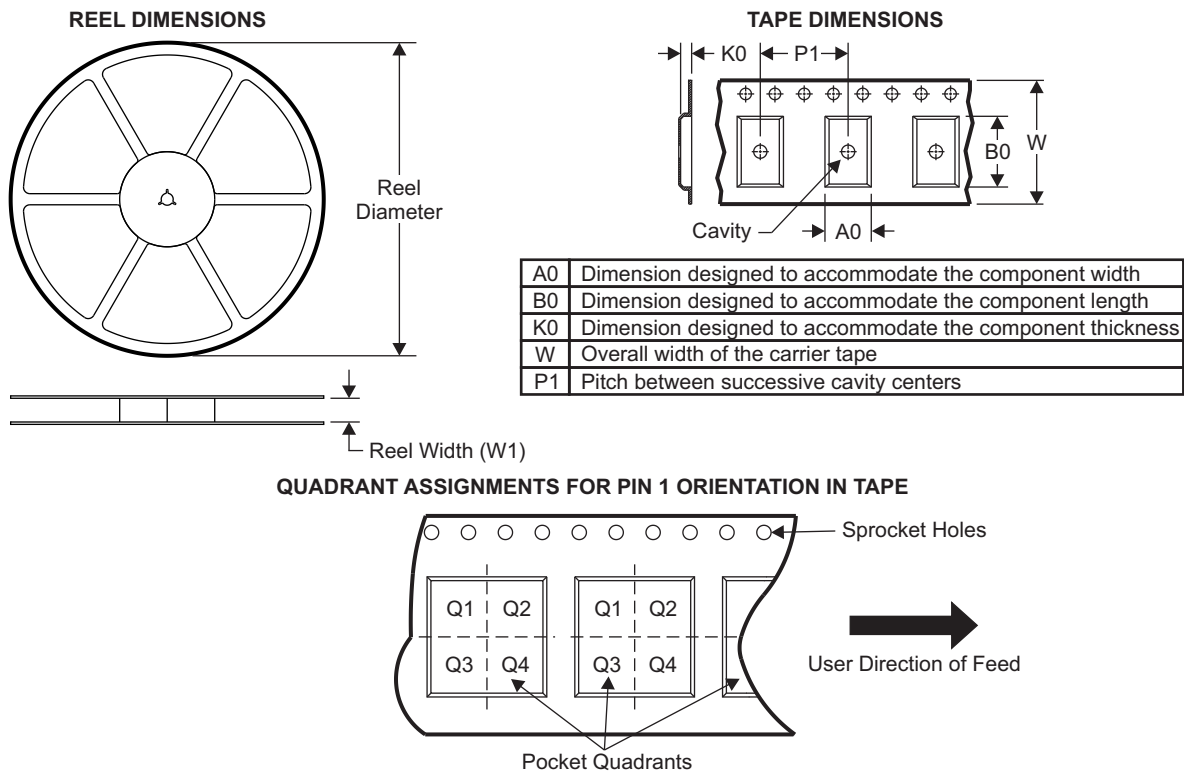 REEL DIMENSIONS
Reel
Diameter
Reel Width (W1)
TAPE DIMENSIONS
K0
P1
W
B0
Cavity
A0
A0 Dimension designed to accommodate the component width
B0 Dimension designed to accommodate the component length
K0 Dimension designed to accommodate the component thickness
W Overall width of the carrier tape
P1 Pitch between successive cavity centers
QUADRANT ASSIGNMENTS FOR PIN 1 ORIENTATION IN TAPE
Sprocket Holes
Q1 Q2 Q1 Q2
Q3 Q4 Q3 Q4
User Direction of Feed
Pocket Quadrants